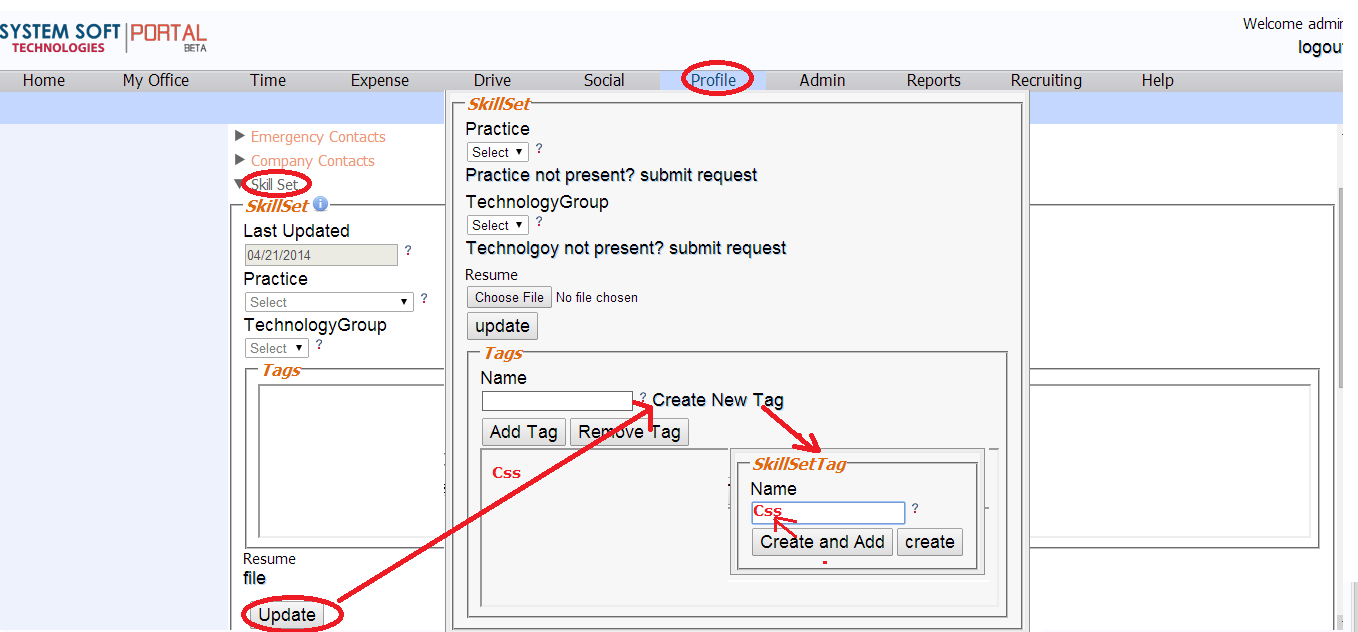 SYSTEM SOFT PORTAL
TECHNOLOGIES BETA
Welcome admin
logou
Home My Office Time Expense Drive Social Profile Admin Reports Recruiting Help
Emergency Contacts
Company Contacts
Skill Set
SkillSet
Last Updated
04/21/2014 ?
Practice
Select ?
TechnologyGroup
Select ?
Tags
Resume
file
Update
SkillSet
Practice
Select ?
Practice not present? submit request
TechnologyGroup
Select ?
Technolgoy not present? submit request
Resume
Choose File No file chosen
update
Tags
Name
? Create New Tag
Add Tag Remove Tag
Css
SkillSetTag
Name
Css ?
Create and Add create